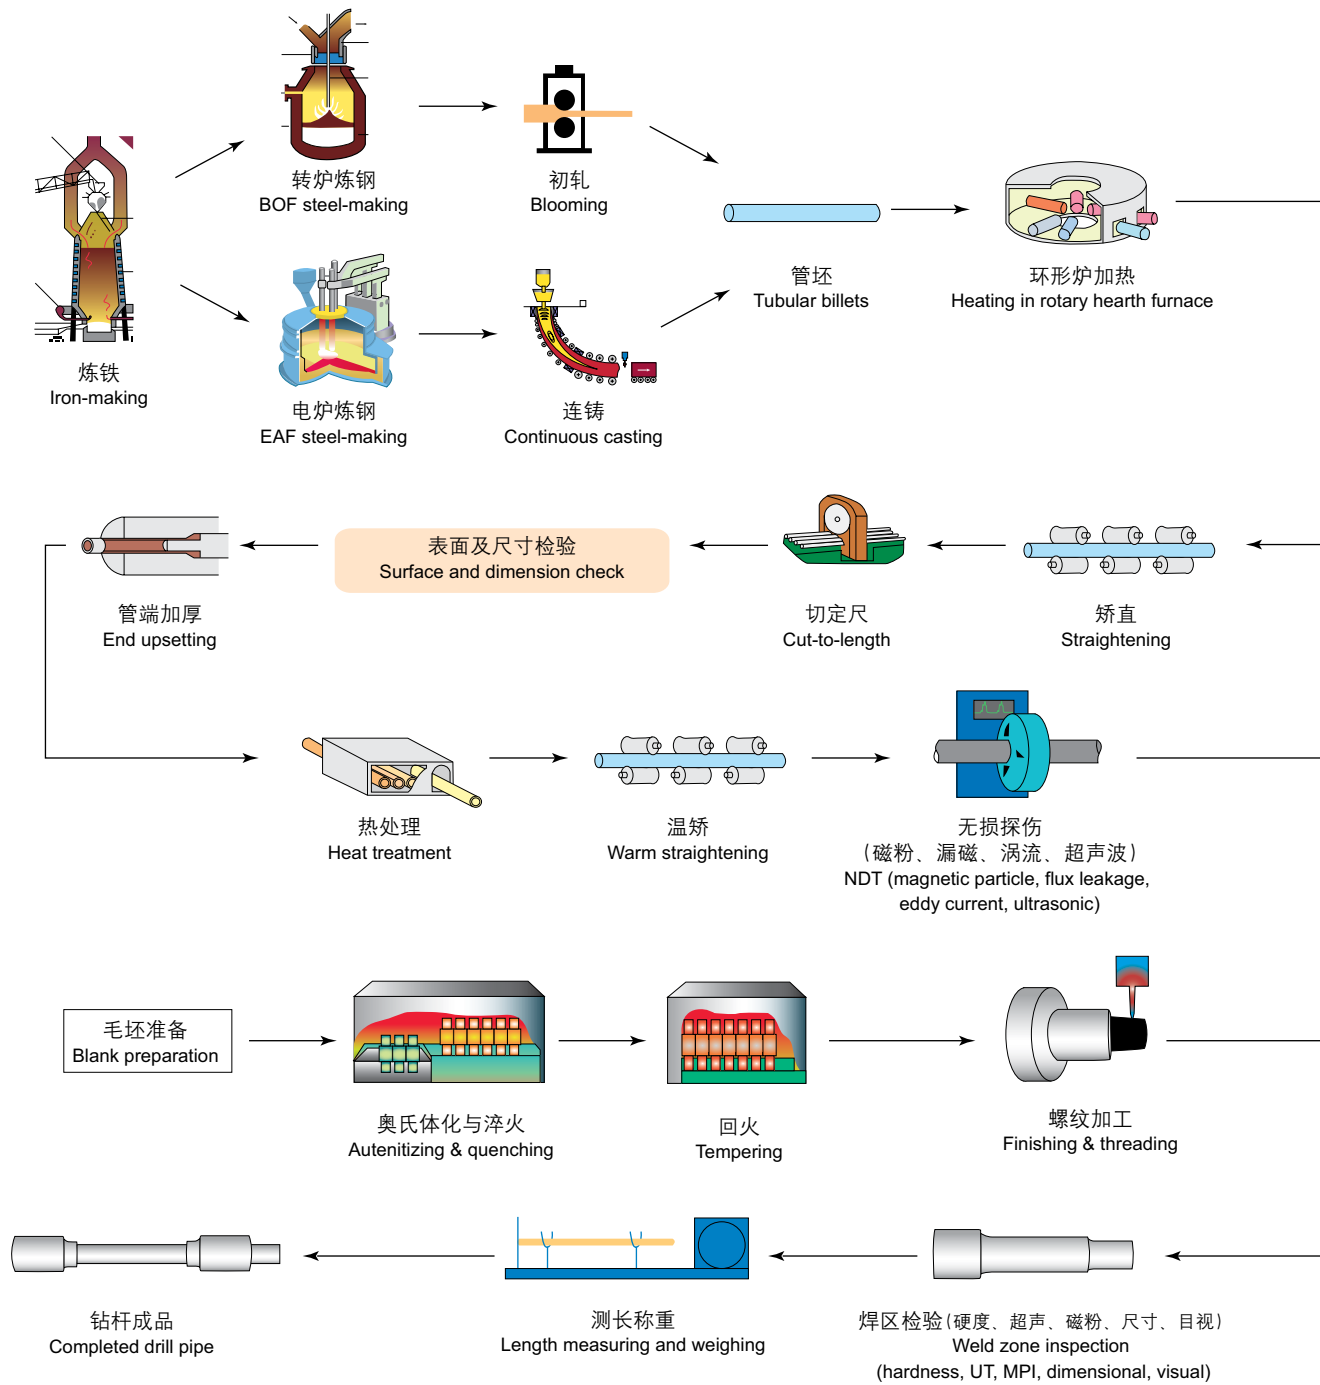 转炉炼钢
BOF steel-making
初轧
Blooming
管坯
Tubular billets
环形炉加热
Heating in rotary hearth furnace
炼铁
Iron-making
电炉炼钢
EAF steel-making
连铸
Continuous casting
管端加厚
End upsetting
表面及尺寸检验
Surface and dimension check
切定尺
Cut-to-length
矫直
Straightening
热处理
Heat treatment
温矫
Warm straightening
无损探伤
(磁粉、漏磁、涡流、超声波)
NDT (magnetic particle, flux leakage,
eddy current, ultrasonic)
毛坯准备
Blank preparation
奥氏体化与淬火
Autenitizing & quenching
回火
Tempering
螺纹加工
Finishing & threading
钻杆成品
Completed drill pipe
测长称重
Length measuring and weighing
焊区检验(硬度、超声、磁粉、尺寸、目视)
Weld zone inspection
(hardness, UT, MPI, dimensional, visual)